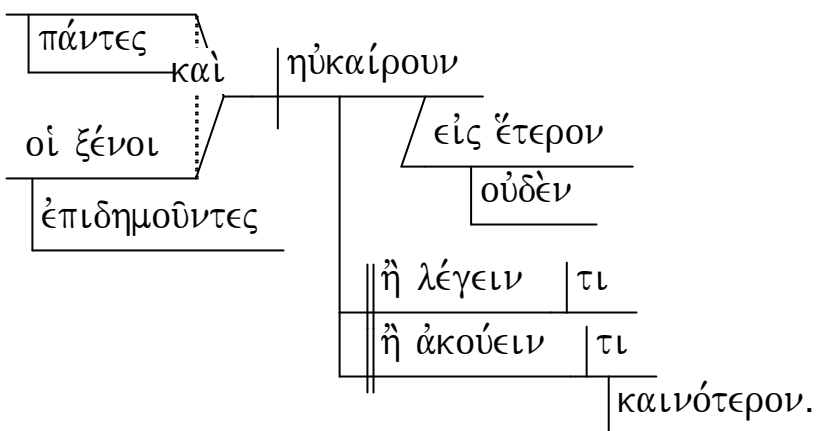 πάντες
καὶ
ηὐκαίρουν
οἱ ξένοι
εἰς ἕτερον
οὐδὲν
ἐπιδημοῦντες
ἢ λέγειν τι
ἢ ἀκούειν τι
καινότερον.